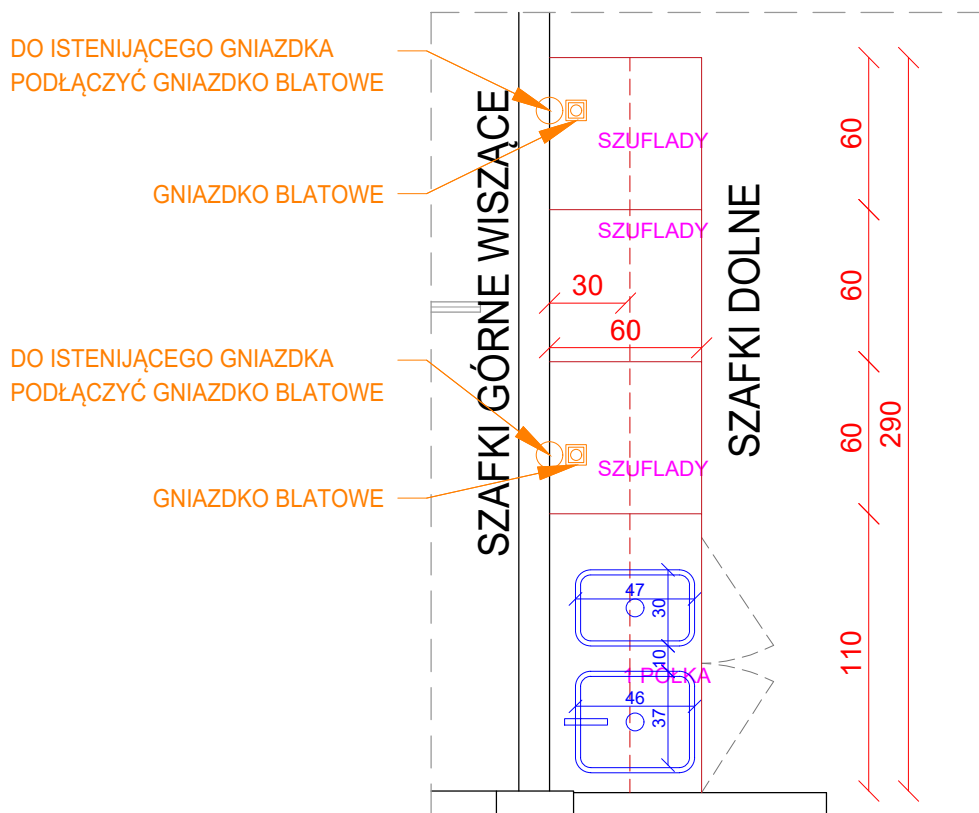 DO ISTENIJĄCEGO GNIAZDKA
PODŁĄCZYĆ GNIAZDKO BLATOWE
GNIAZDKO BLATOWE
DO ISTENIJĄCEGO GNIAZDKA
PODŁĄCZYĆ GNIAZDKO BLATOWE
GNIAZDKO BLATOWE
SZAFKI GÓRNE WISZĄCE
SZUFLADY
SZUFLADY
30
60
SZUFLADY
47
30
10
1 PÓŁKA
46
37
SZAFKI DOLNE
60
60
60
110
290